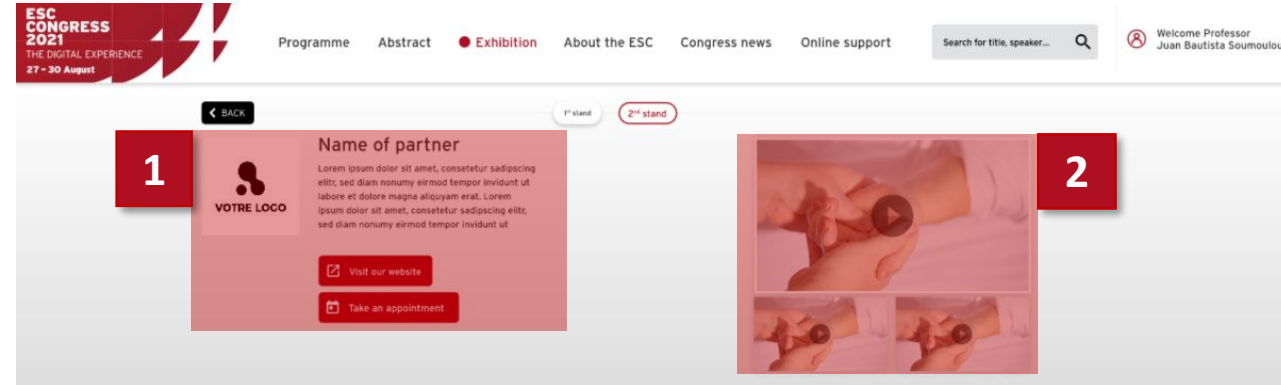 ESC
CONGRESS
2021
THE DIGITAL EXPERIENCE
27 – 30 August
Programme
Abstract
Exhibition
About the ESC
Congress news
Online support
Search for title, speaker...
Welcome Professor
Juan Bautista Soumoulou
BACK
1st stand
2nd stand
1
VOTRE LOGO
Name of partner
Lorem ipsum dolor sit amet, consetetur sadipscing
elitr, sed diam nonumy eirmod tempor invidunt ut
labore et dolore magna aliquyam erat. Lorem
ipsum dolor sit amet, consetetur sadipscing elitr,
sed diam nonumy eirmod tempor invidunt ut
Visit our website
Take an appointment
2